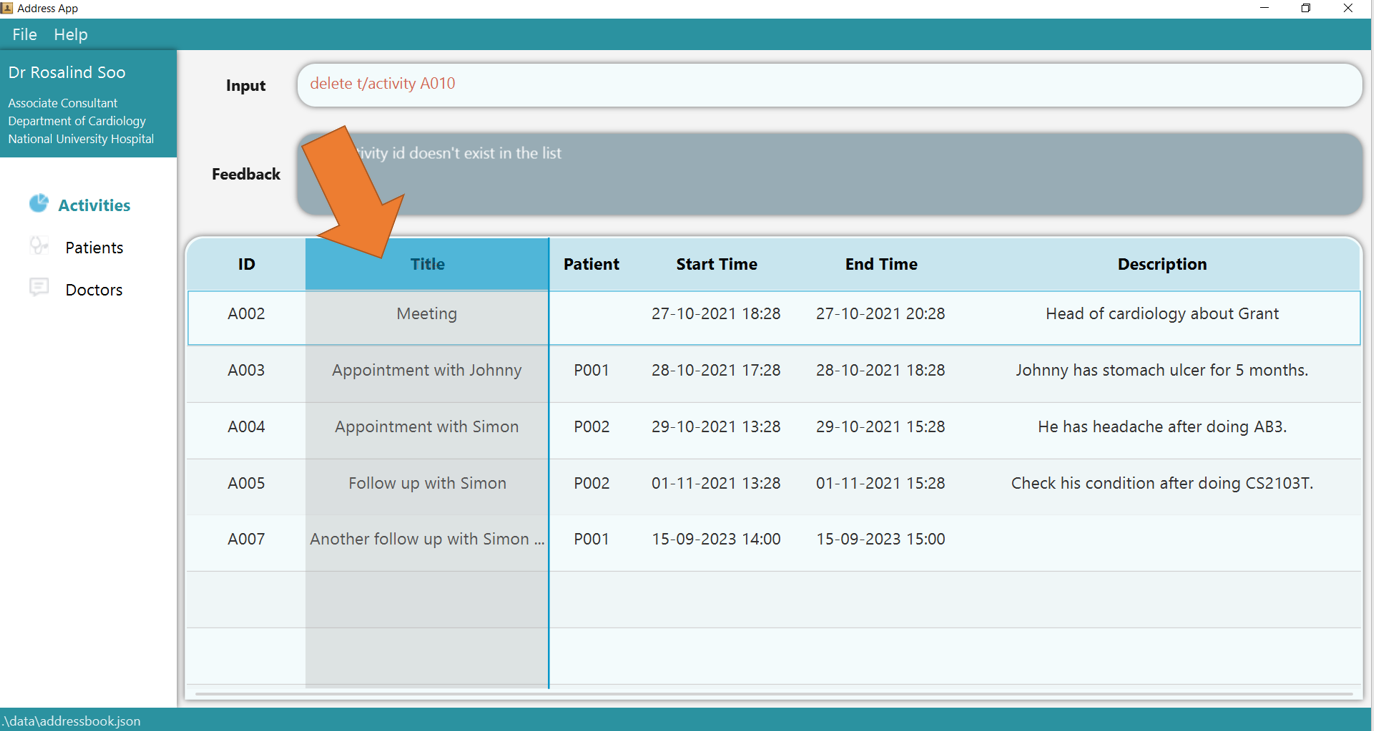 Address App
File Help
Dr Rosalind Soo
Associate Consultant
Department of Cardiology
National University Hospital
Activities
Patients
Doctors
Input
delete t/activity A010
Feedback
id doesn't exist in the list
ID Title Patient Start Time End Time Description
A002 Meeting 27-10-2021 18:28 27-10-2021 20:28 Head of cardiology about Grant
A003 Appointment with Johnny P001 28-10-2021 17:28 28-10-2021 18:28 Johnny has stomach ulcer for 5 months.
A004 Appointment with Simon P002 29-10-2021 13:28 29-10-2021 15:28 He has headache after doing AB3.
A005 Follow up with Simon P002 01-11-2021 13:28 01-11-2021 15:28 Check his condition after doing CS2103T.
A007 Another follow up with Simon ... P001 15-09-2023 14:00 15-09-2023 15:00
.\data\addressbook.json